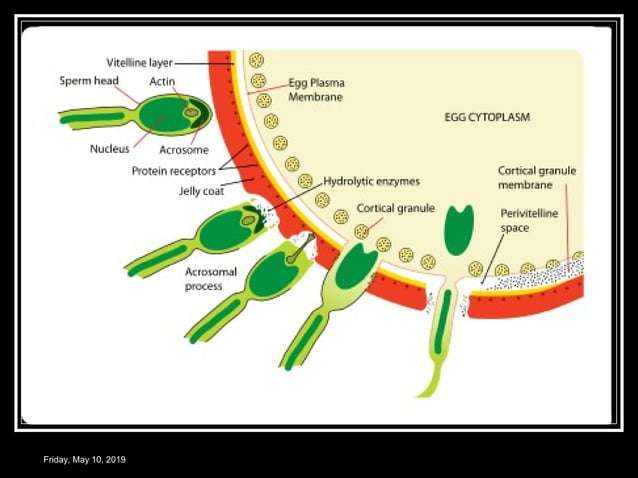 Vitelline layer
Sperm head
Actin
Egg Plasma
Membrane
EGG CYTOPLASM
Nucleus
Acrosome
Protein receptors
Jelly coat
Hydrolytic enzymes
Cortical granule
membrane
Cortical granule
Perivitelline
space
Acrosomal
process
Friday, May 10, 2019